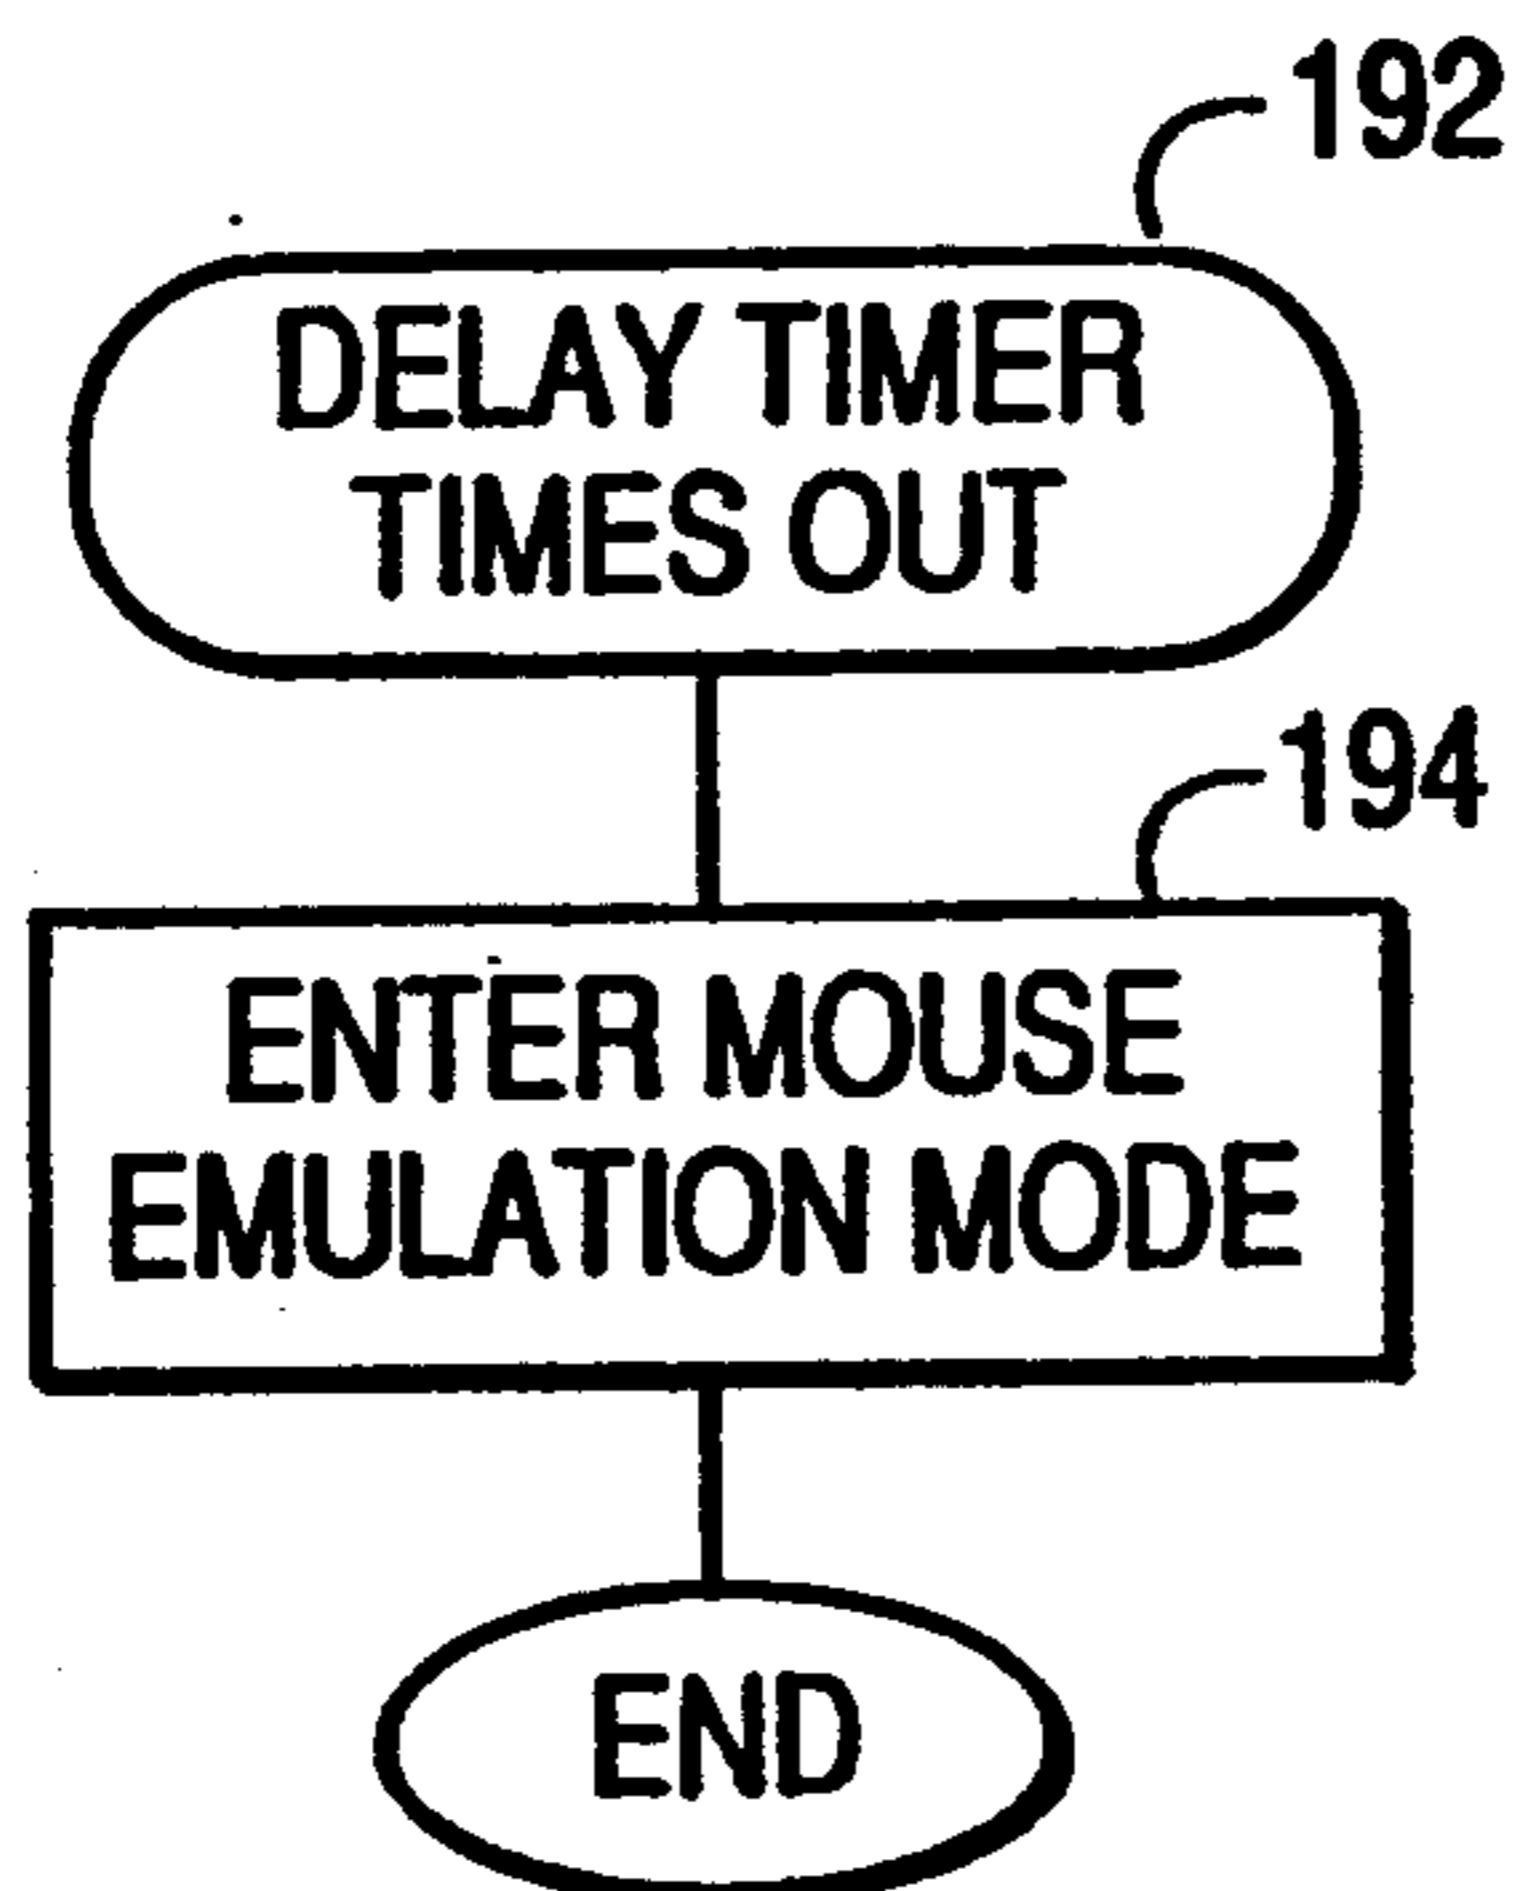 192
DELAY TIMER
TIMES OUT
194
ENTER MOUSE
EMULATION MODE
END